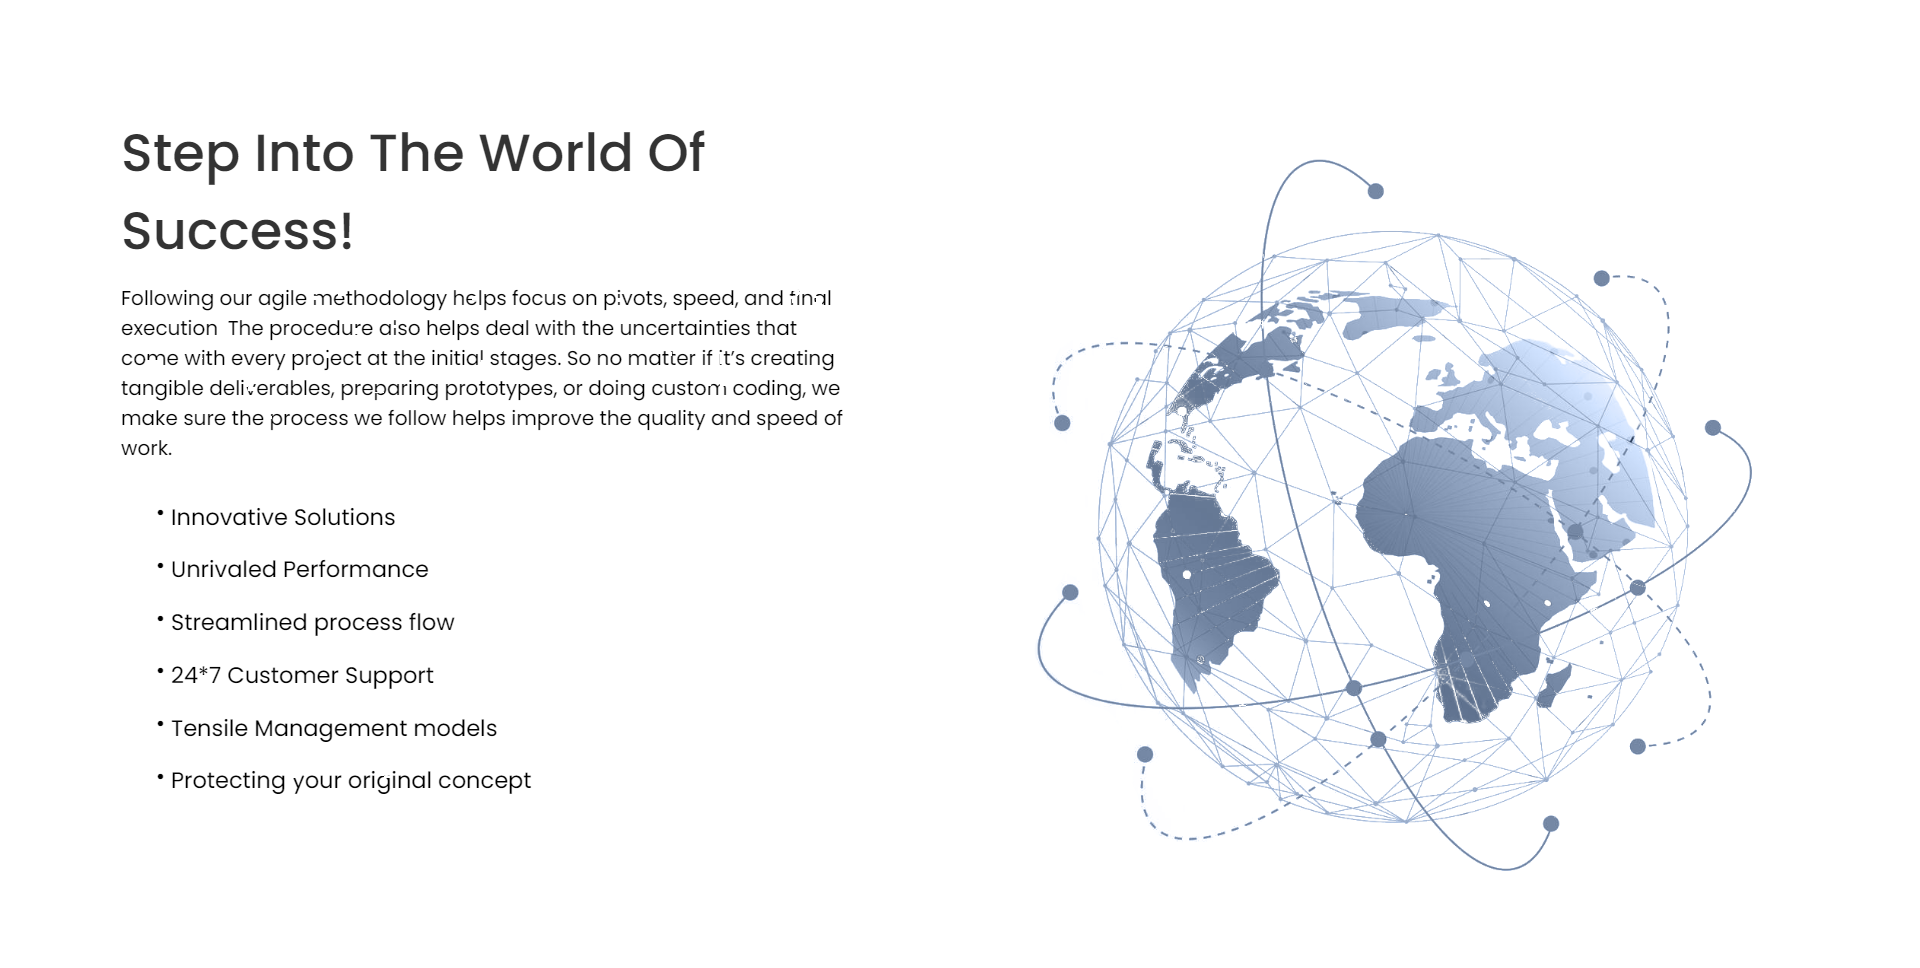 Step Into The World Of
Success!
Following our agile methodology helps focus on pivots, speed, and final
execution The procedure also helps deal with the uncertainties that
come with every project at the initial stages. So no matter if it's creating
tangible deliverables, preparing prototypes, or doing custom coding, we
make sure the process we follow helps improve the quality and speed of
work.
• Innovative Solutions
• Unrivaled Performance
• Streamlined process flow
• 24*7 Customer Support
• Tensile Management models
• Protecting your original concept